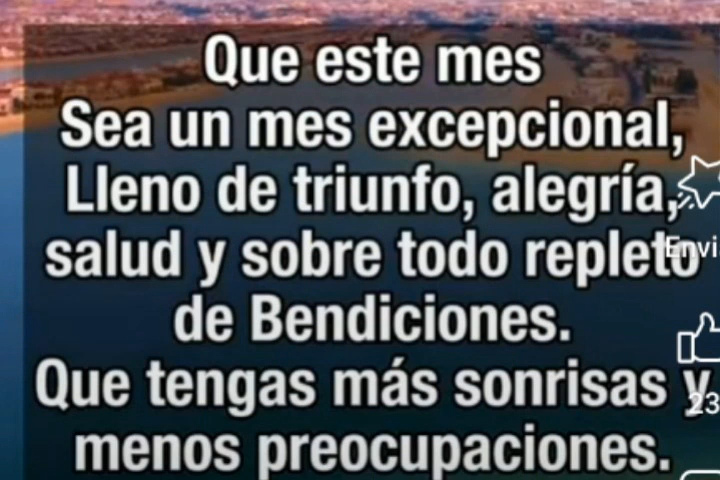 Que este mes
Sea un mes excepcional,
Lleno de triunfo, alegría,
salud y sobre todo repleto
de Bendiciones.
Que tengas más sonrisas y
menos preocupaciones.